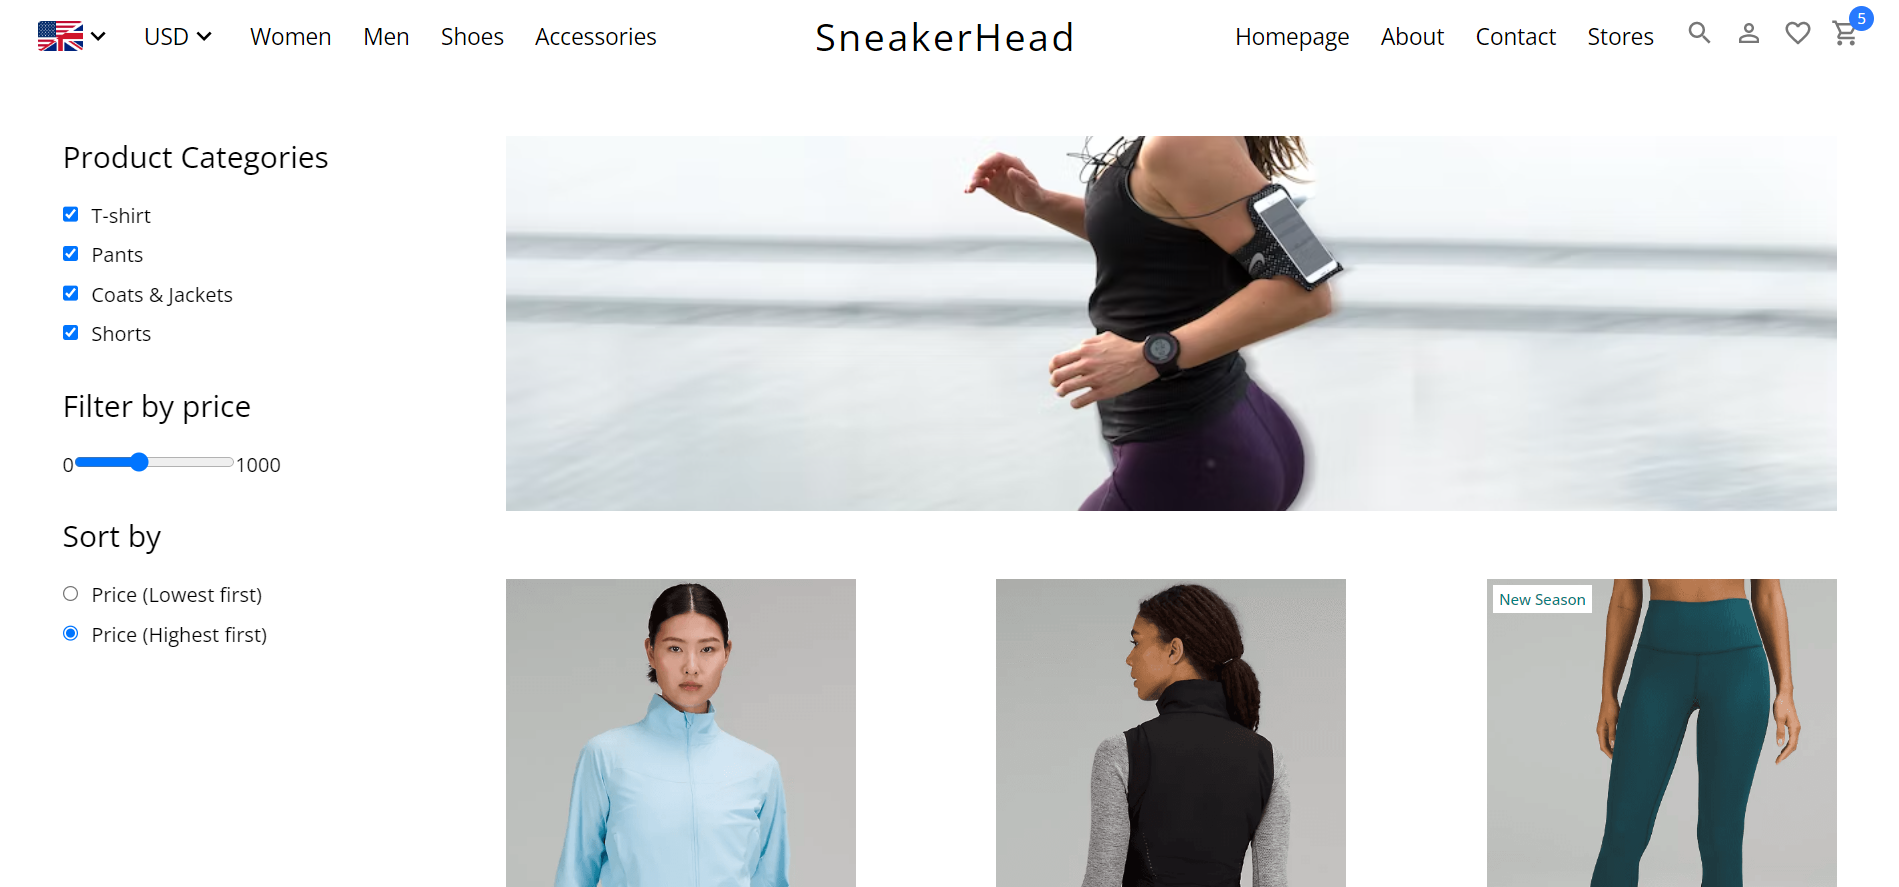 USD Women Men Shoes Accessories SneakerHead Homepage About Contact Stores 5
Product Categories
T-shirt
Pants
Coats & Jackets
Shorts
Filter by price
0 1000
Sort by
Price (Lowest first)
Price (Highest first)
New Season